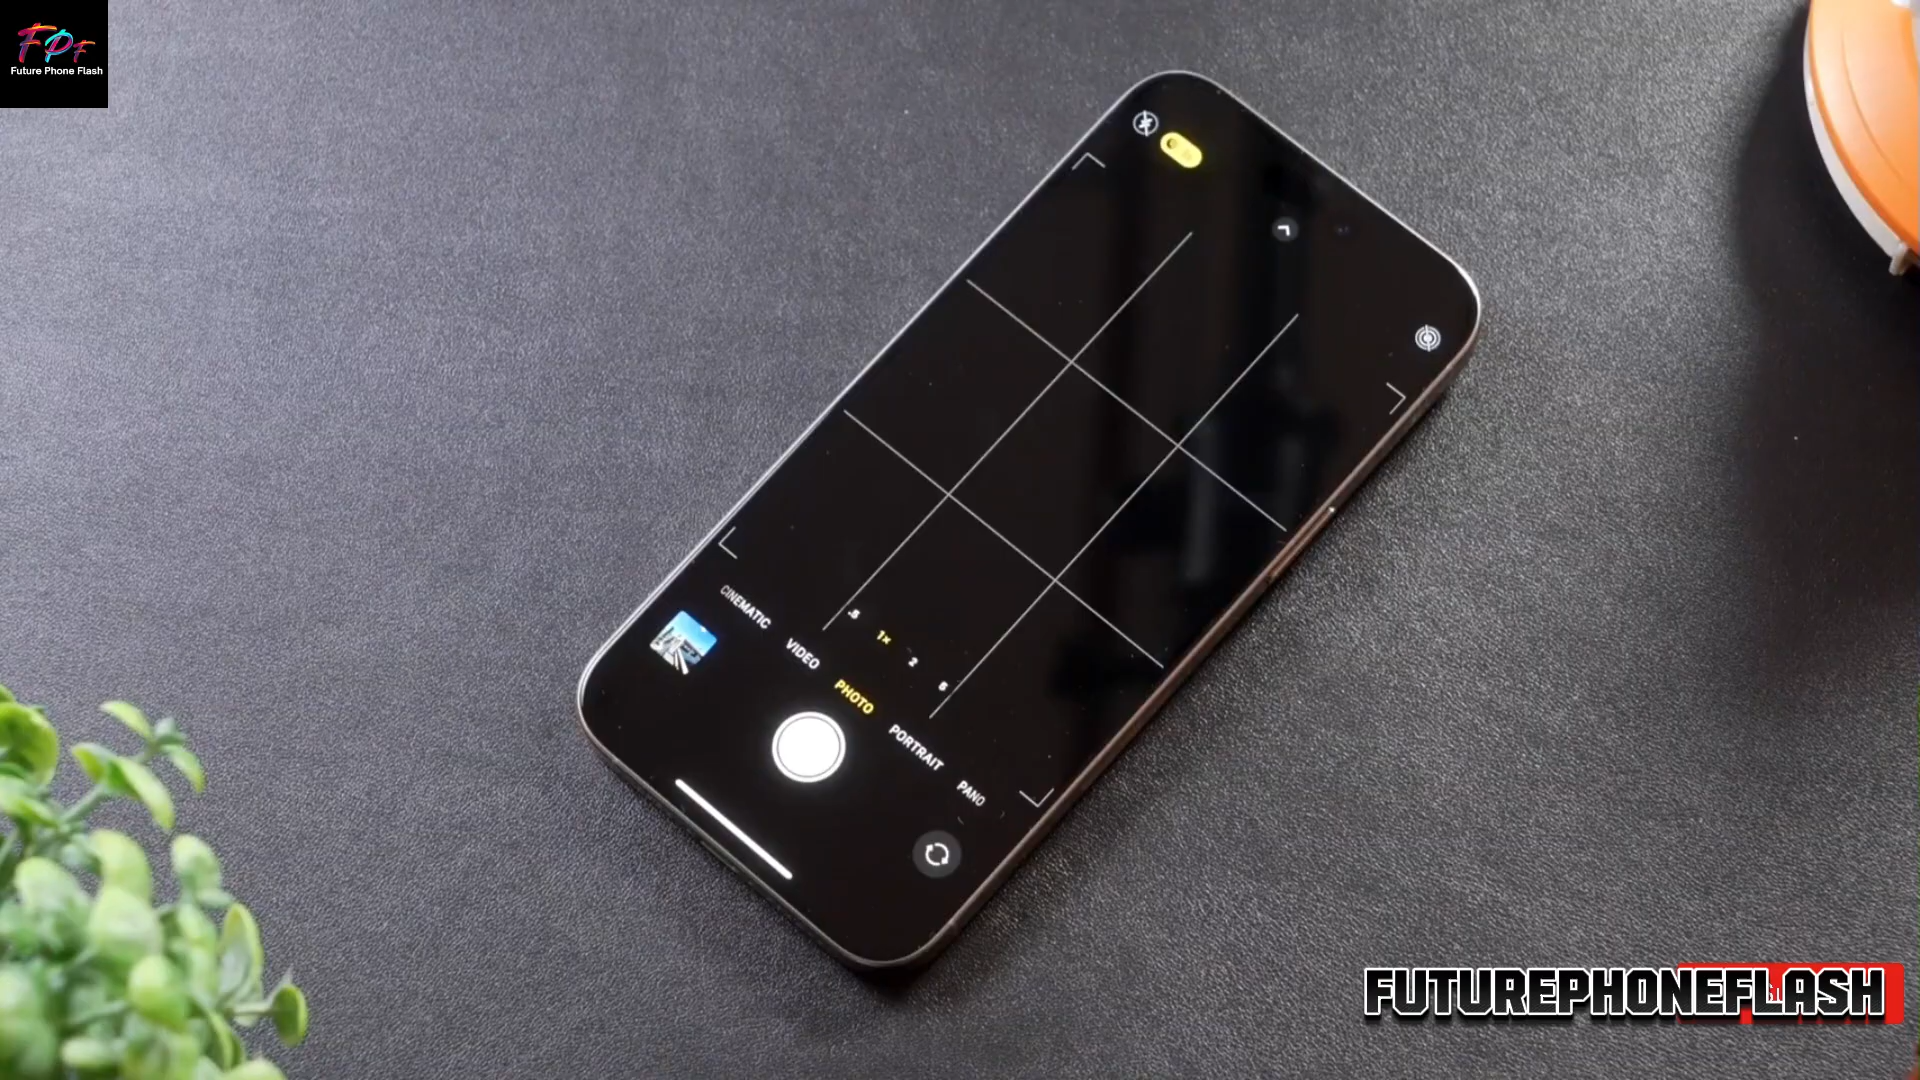 FPF
Future Phone Flash
.5
1x
2
5
CINEMATIC
VIDEO
PHOTO
PORTRAIT
PANO
FUTUREPHONEFLASH